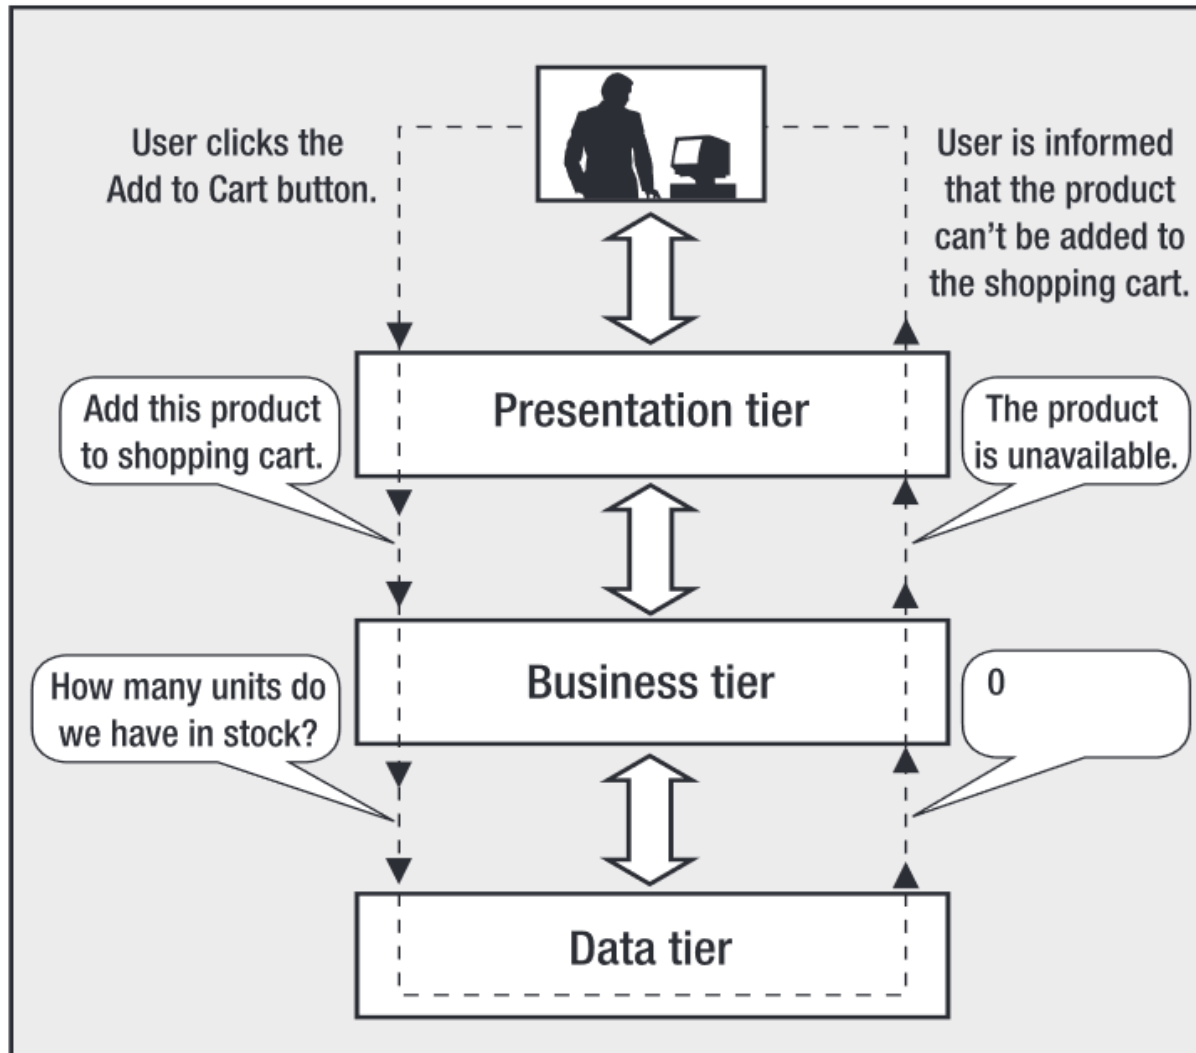 User clicks the
Add to Cart button.
User is informed
that the product
can't be added to
the shopping cart.
Presentation tier
Add this product
to shopping cart.
The product
is unavailable.
Business tier
How many units do
we have in stock?
0
Data tier